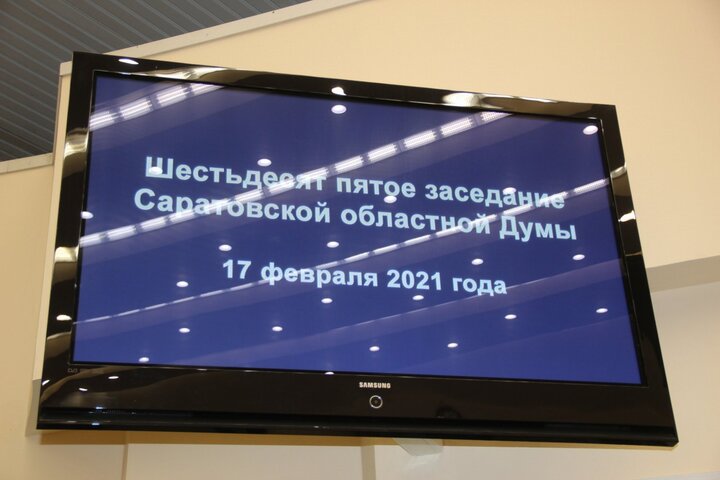 Шестьдесят пятое заседание
Саратовской областной Думы
17 февраля 2021 года
SAMSUNG